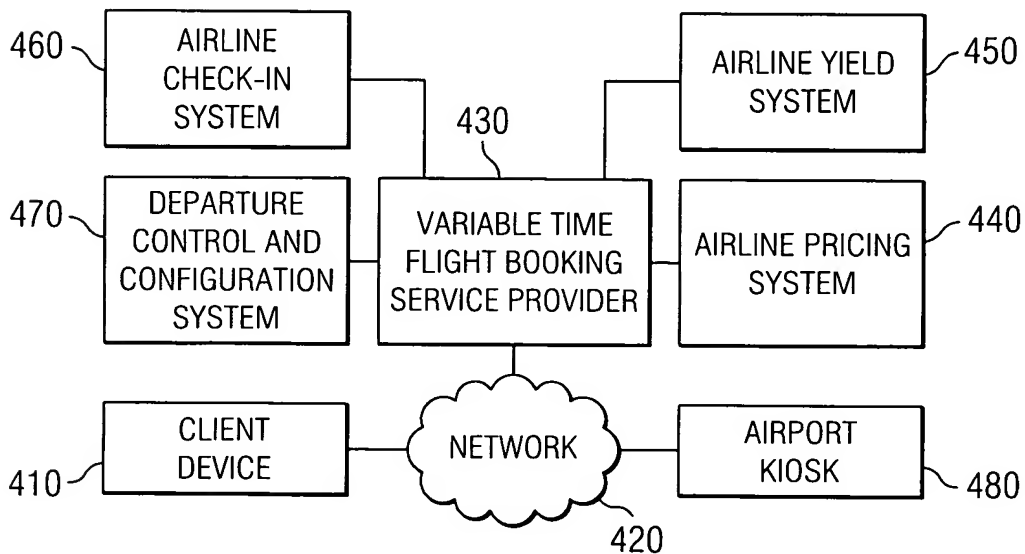 460
AIRLINE
CHECK-IN
SYSTEM
430
AIRLINE YIELD
SYSTEM
450
470
DEPARTURE
CONTROL AND
CONFIGURATION
SYSTEM
VARIABLE TIME
FLIGHT BOOKING
SERVICE PROVIDER
AIRLINE PRICING
SYSTEM
440
410
CLIENT
DEVICE
NETWORK
420
AIRPORT
KIOSK
480